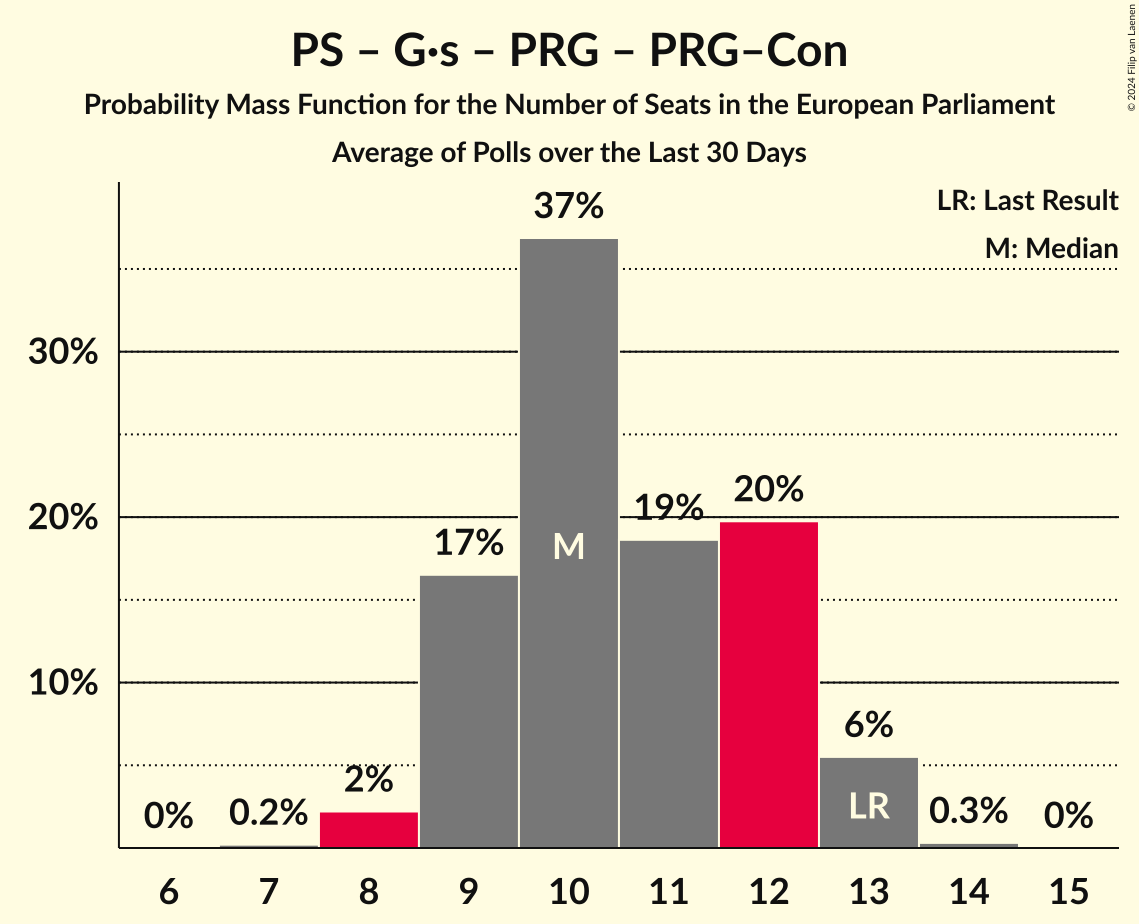 PS – G•s – PRG – PRG–Con
Probability Mass Function for the Number of Seats in the European Parliament
Average of Polls over the Last 30 Days
© 2024 Filip van Laenen
LR: Last Result
M: Median
37%
30%
20%
19%
20%
17%
M
10%
6%
2%
LR
0%
0.2%
0.3%
0%
6 7 8 9 10 11 12 13 14 15